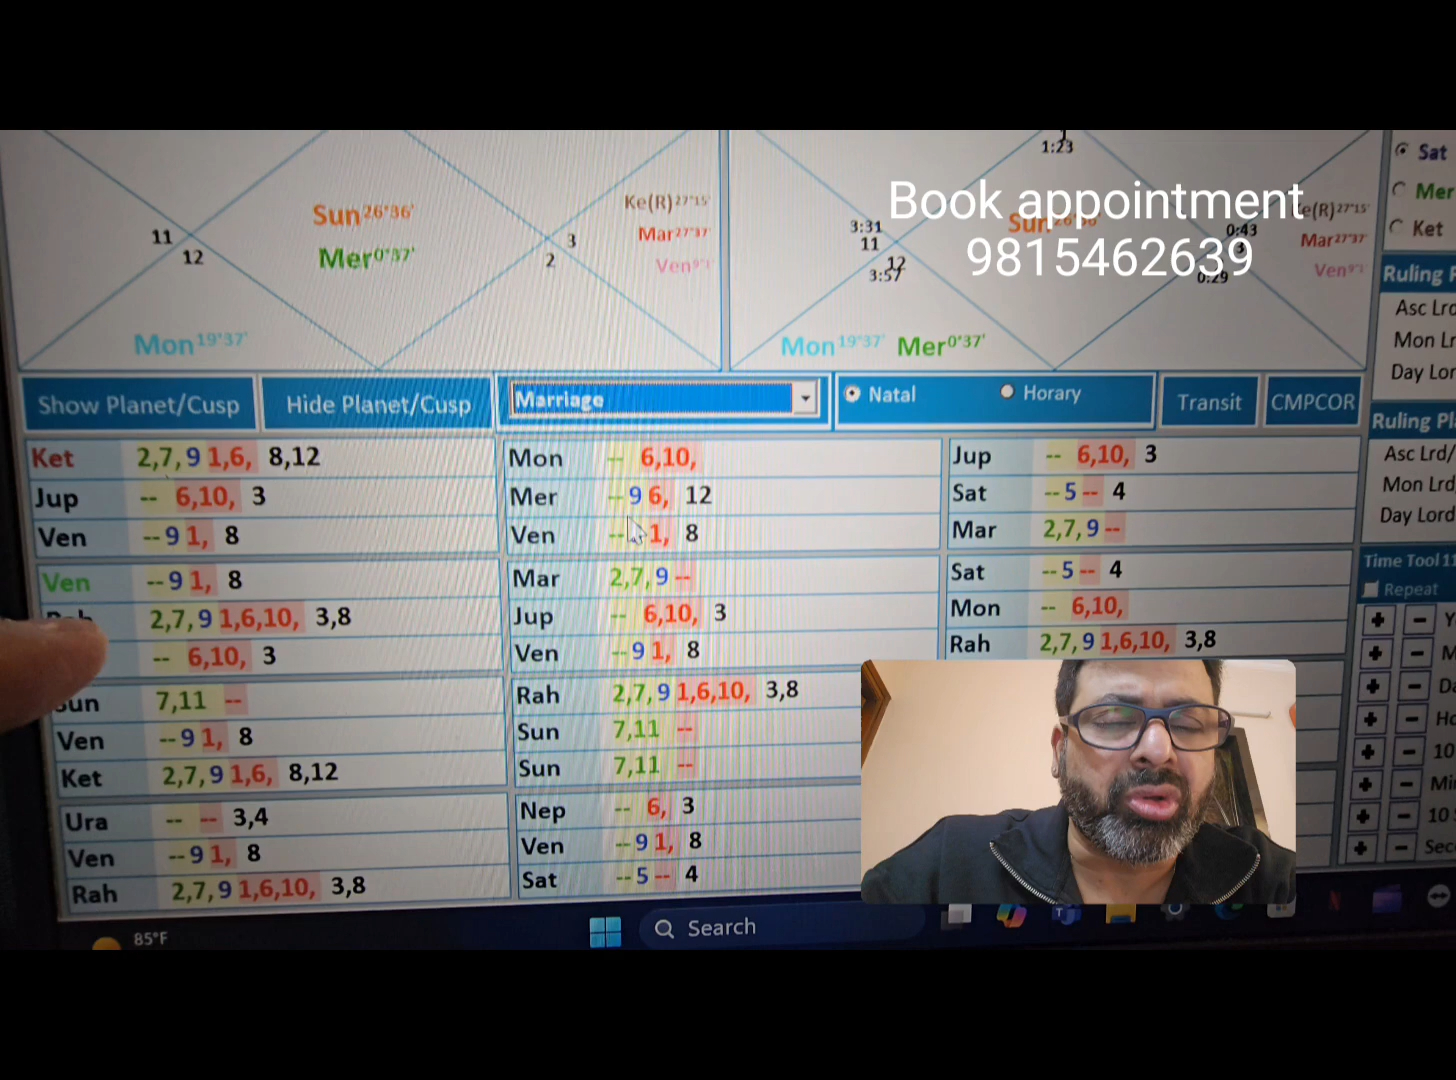 1
1:23
Sat
Sun 26°36'
Ke(R) 27°15'
Book appointment
Mer
11
3
Mar 27°37'
3:31
0:43
Mar 27°37'
Ket
12
Mer 0°37'
2
Ven
11
9815462639
Ven
12
3:57
0:29
Ruling
Mon 19°37'
Mon 19°37' Mer 0°37'
Asc
Mon
Day
Show Planet/Cusp
Hide Planet/Cusp
Marriage
Natal
Horary
Transit
CMPCOR
Ruling
Ket 2,7,9 1,6, 8,12
Jup -- 6,10, 3
Ven --9 1, 8
Mon -- 6,10,
Mer --9 6, 12
Ven -- 1, 8
Jup -- 6,10, 3
Sat --5-- 4
Mar 2,7,9 --
Asc Lrd/
Mon Lrd
Day Lord
Ven --9 1, 8
2,7,9 1,6,10, 3,8
-- 6,10, 3
Mar 2,7,9 --
Jup -- 6,10, 3
Ven --9 1, 8
Sat --5-- 4
Mon -- 6,10,
Rah 2,7,9 1,6,10, 3,8
Time Tool
Repeat
Sun 7,11 --
Ven --9 1, 8
Ket 2,7,9 1,6, 8,12
Rah 2,7,9 1,6,10, 3,8
Sun 7,11 --
Sun 7,11 --
10
Ura -- -- 3,4
Ven --9 1, 8
Rah 2,7,9 1,6,10, 3,8
Nep -- 6, 3
Ven --9 1, 8
Sat --5-- 4
10
85°F
Search